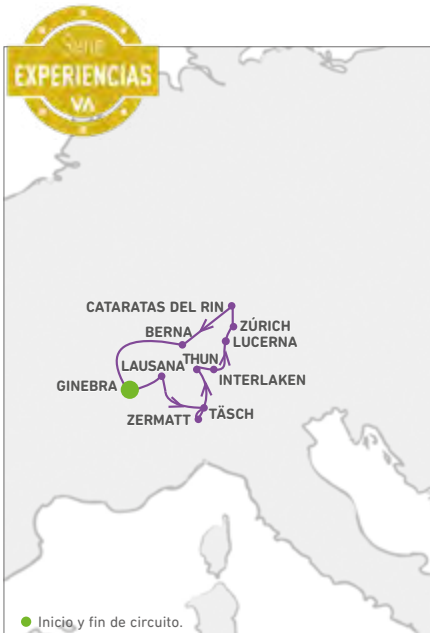 Serie
EXPERIENCIAS
VA
CATARATAS DEL RIN
BERNA
ZÚRICH
LUCERNA
LAUSANA
THUN
INTERLAKEN
GINEBRA
TÄSCH
ZERMATT
Inicio y fin de circuito.